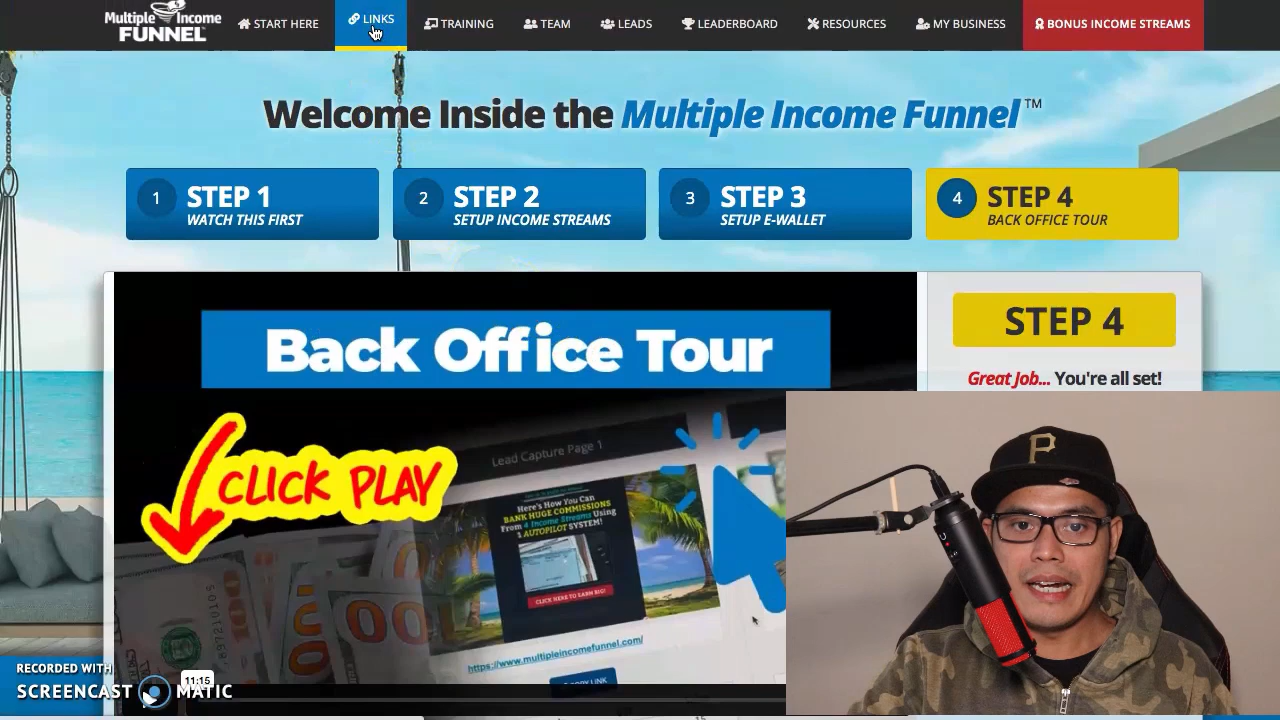 Multiple Income
FUNNEL
START HERE
LINKS
TRAINING
TEAM
LEADS
LEADERBOARD
RESOURCES
MY BUSINESS
BONUS INCOME STREAMS
Welcome Inside the Multiple Income Funnel™
1 STEP 1
WATCH THIS FIRST
2 STEP 2
SETUP INCOME STREAMS
3 STEP 3
SETUP E-WALLET
4 STEP 4
BACK OFFICE TOUR
Back Office Tour
CLICK PLAY
Lead Capture Page 1
Here's How You Can
BANK HUGE COMMISSIONS
From 4 Income Streams Using
1 AUTOPILOT SYSTEM!
CLICK HERE TO EARN BIG!
https://www.multipleincomefunnel.com/
COPY LINK
STEP 4
Great Job... You're all set!
P
RECORDED WITH
SCREENCAST MATIC
11:15